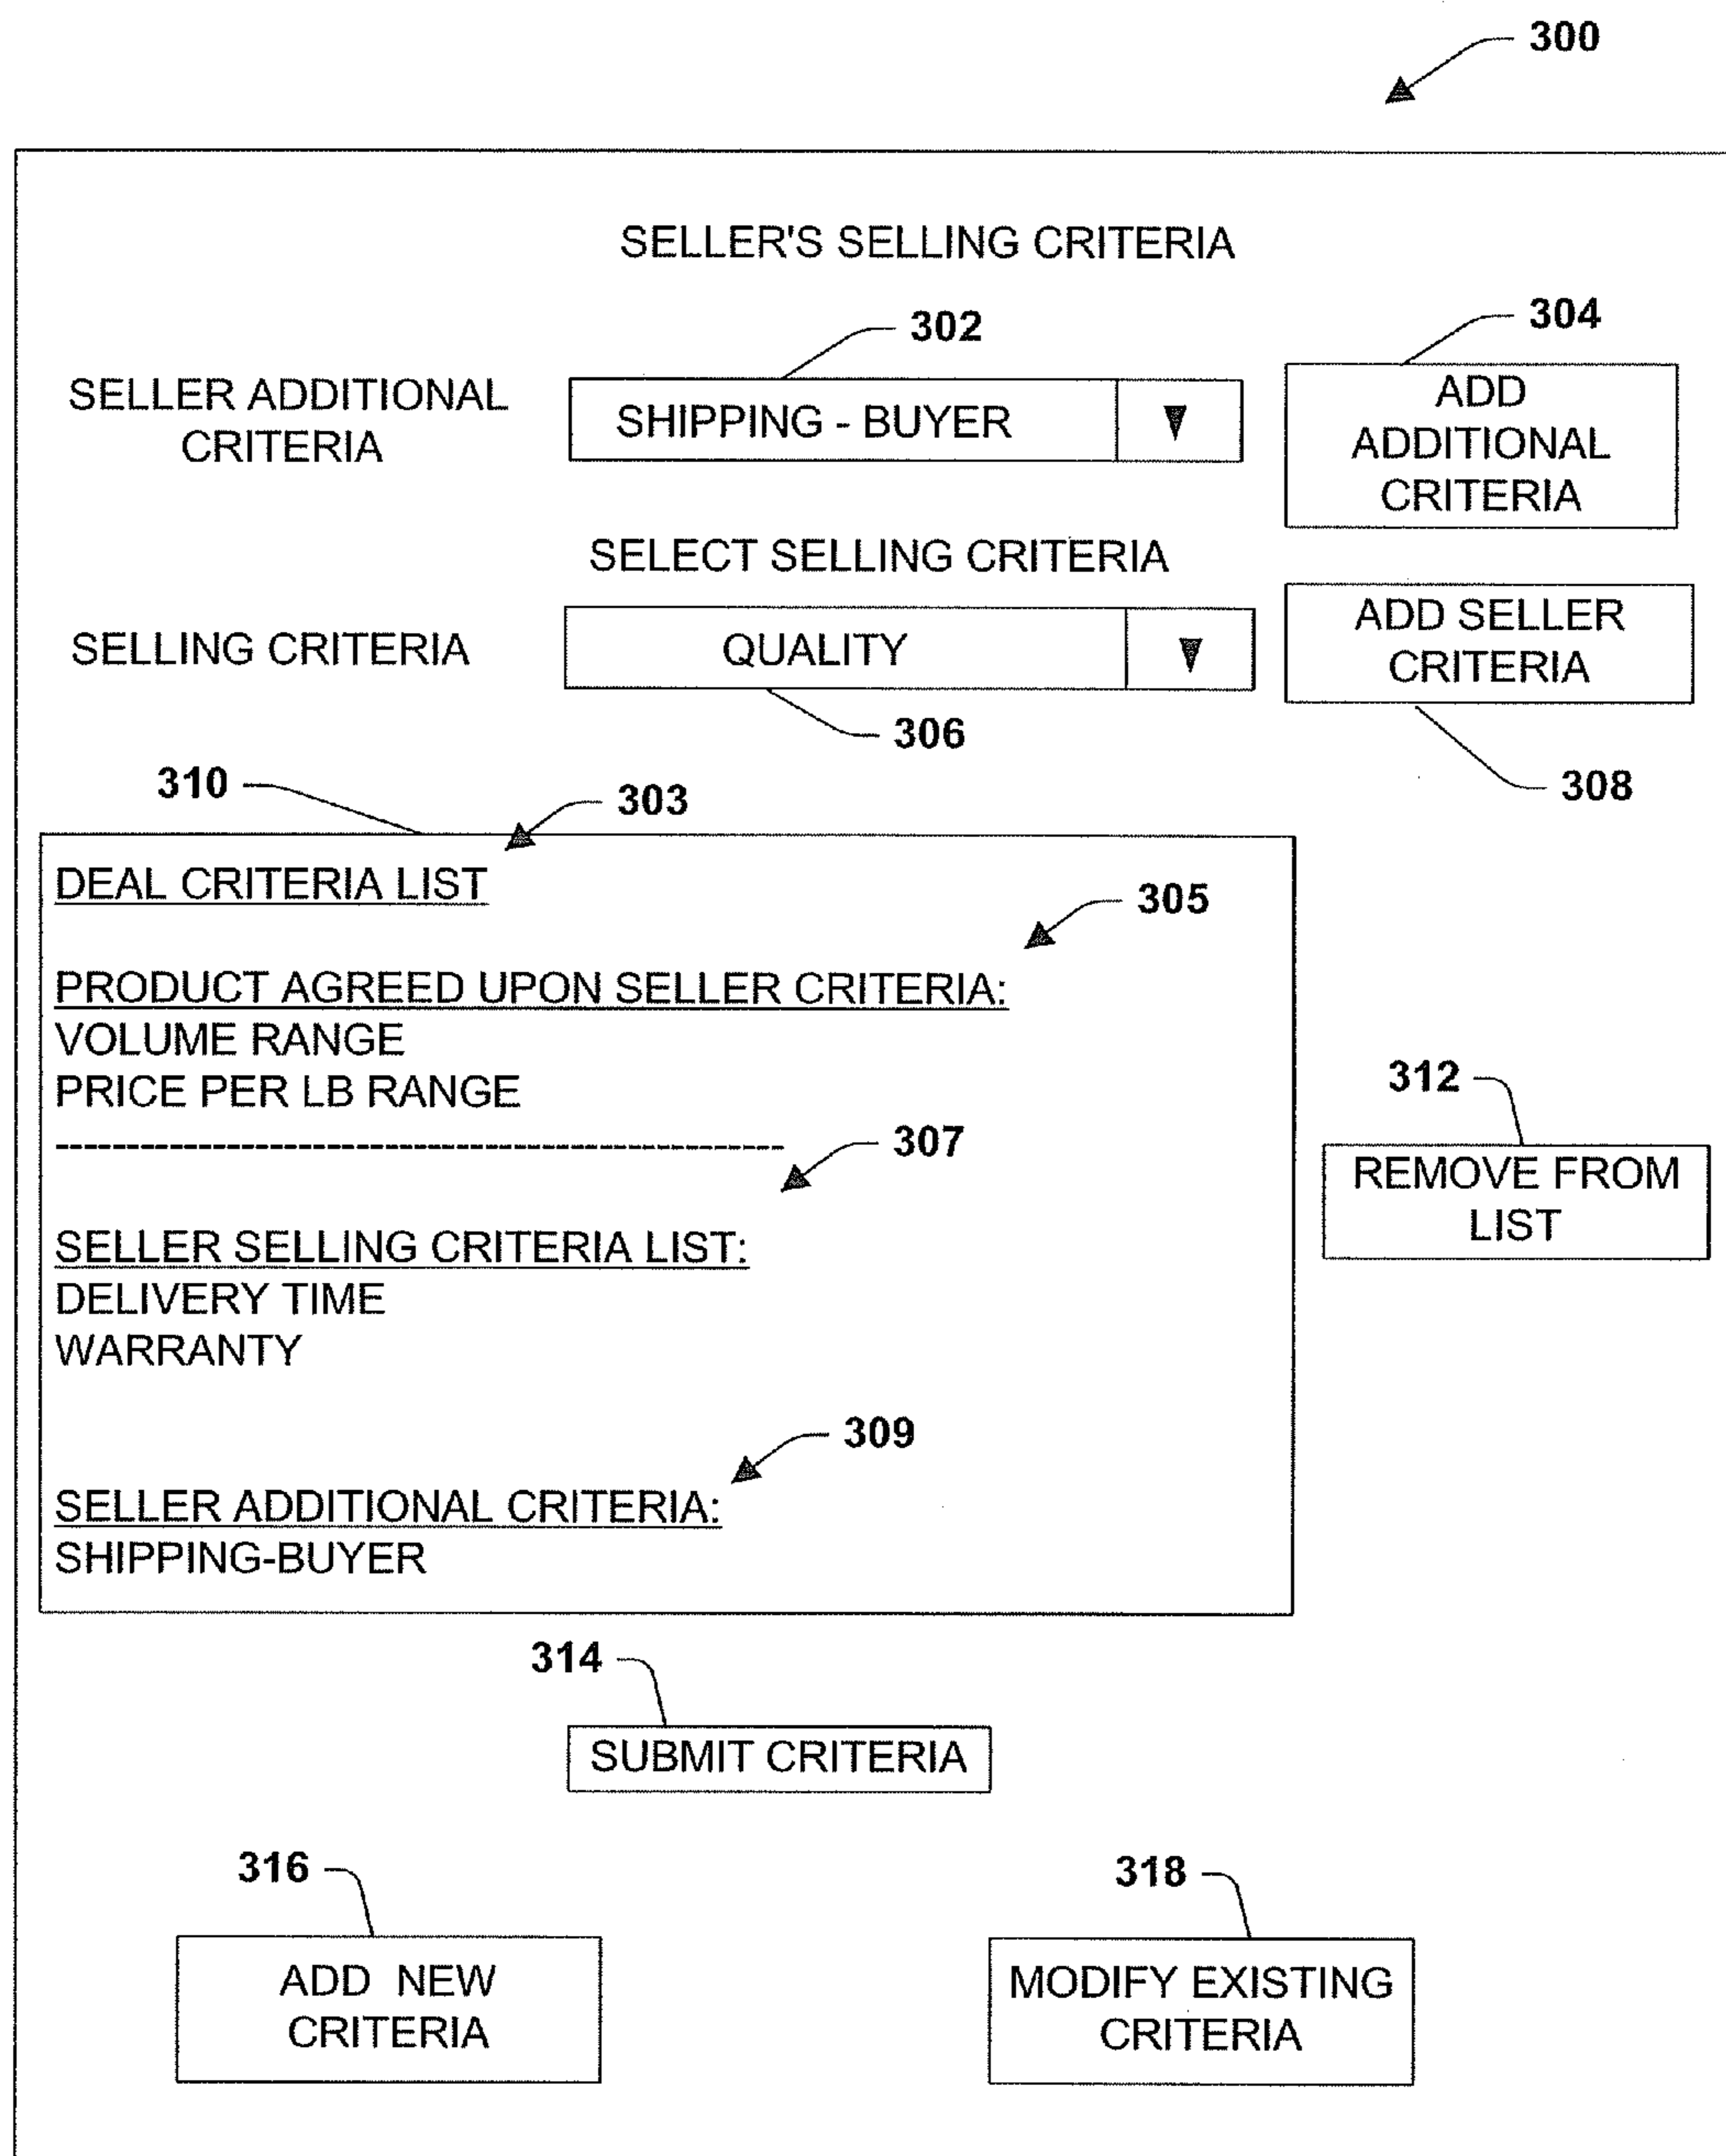 300
SELLER'S SELLING CRITERIA
302
304
SELLER ADDITIONAL
CRITERIA
SHIPPING - BUYER
ADD
ADDITIONAL
CRITERIA
SELECT SELLING CRITERIA
SELLING CRITERIA
QUALITY
ADD SELLER
CRITERIA
306
308
310
303
DEAL CRITERIA LIST
305
PRODUCT AGREED UPON SELLER CRITERIA:
VOLUME RANGE
PRICE PER LB RANGE
312
307
REMOVE FROM
LIST
SELLER SELLING CRITERIA LIST:
DELIVERY TIME
WARRANTY
309
SELLER ADDITIONAL CRITERIA:
SHIPPING-BUYER
314
SUBMIT CRITERIA
316
318
ADD NEW
CRITERIA
MODIFY EXISTING
CRITERIA